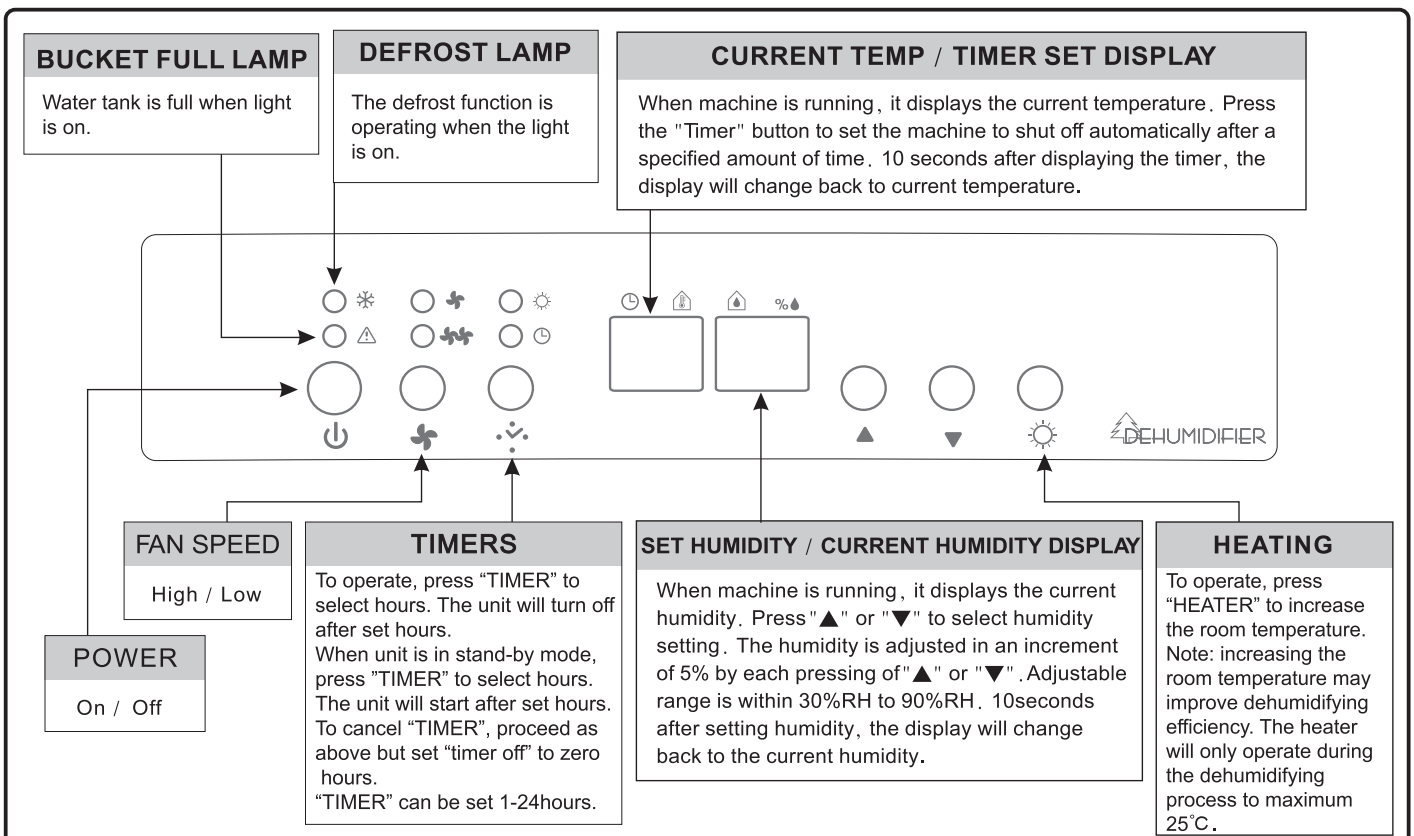 BUCKET FULL LAMP
Water tank is full when light
is on.
DEFROST LAMP
The defrost function is
operating when the light
is on.
CURRENT TEMP / TIMER SET DISPLAY
When machine is running, it displays the current temperature. Press
the "Timer" button to set the machine to shut off automatically after a
specified amount of time. 10 seconds after displaying the timer, the
display will change back to current temperature.
%
DEHUMIDIFIER
FAN SPEED
High / Low
POWER
On / Off
TIMERS
To operate, press “TIMER” to
select hours. The unit will turn off
after set hours.
When unit is in stand-by mode,
press ”TIMER” to select hours.
The unit will start after set hours.
To cancel “TIMER”, proceed as
above but set “timer off” to zero
hours.
“TIMER” can be set 1-24hours.
SET HUMIDITY / CURRENT HUMIDITY DISPLAY
When machine is running, it displays the current
humidity. Press "▲" or "▼" to select humidity
setting. The humidity is adjusted in an increment
of 5% by each pressing of "▲" or "▼". Adjustable
range is within 30%RH to 90%RH. 10seconds
after setting humidity, the display will change
back to the current humidity.
HEATING
To operate, press
“HEATER” to increase
the room temperature.
Note: increasing the
room temperature may
improve dehumidifying
efficiency. The heater
will only operate during
the dehumidifying
process to maximum
25°C.